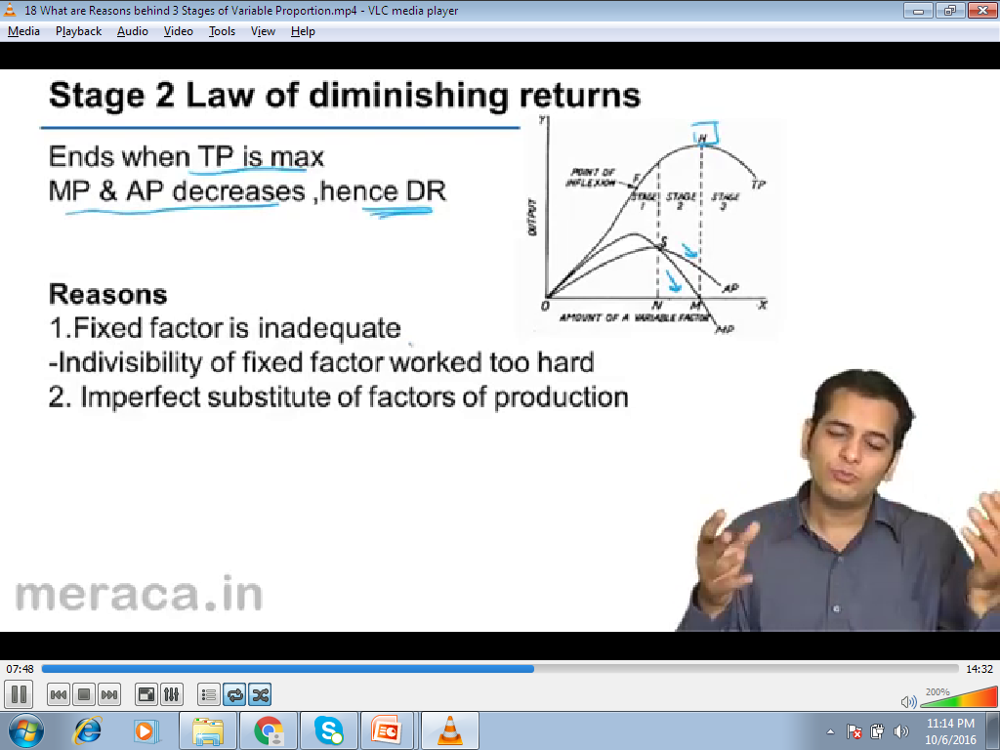 18 What are Reasons behind 3 Stages of Variable Proportion.mp4 - VLC media player
Media Playback Audio Video Tools View Help
Stage 2 Law of diminishing returns
Ends when TP is max
MP & AP decreases ,hence DR
Reasons
1.Fixed factor is inadequate
-Indivisibility of fixed factor worked too hard
2. Imperfect substitute of factors of production
Y
H
POINT OF
INFLEXION
F
TP
STAGE
1
STAGE
2
STAGE
3
OUTPUT
S
AP
O
N
M
X
AMOUNT OF A VARIABLE FACTOR
MP
meraca.in
07:48
14:32
200%
11:14 PM
10/6/2016